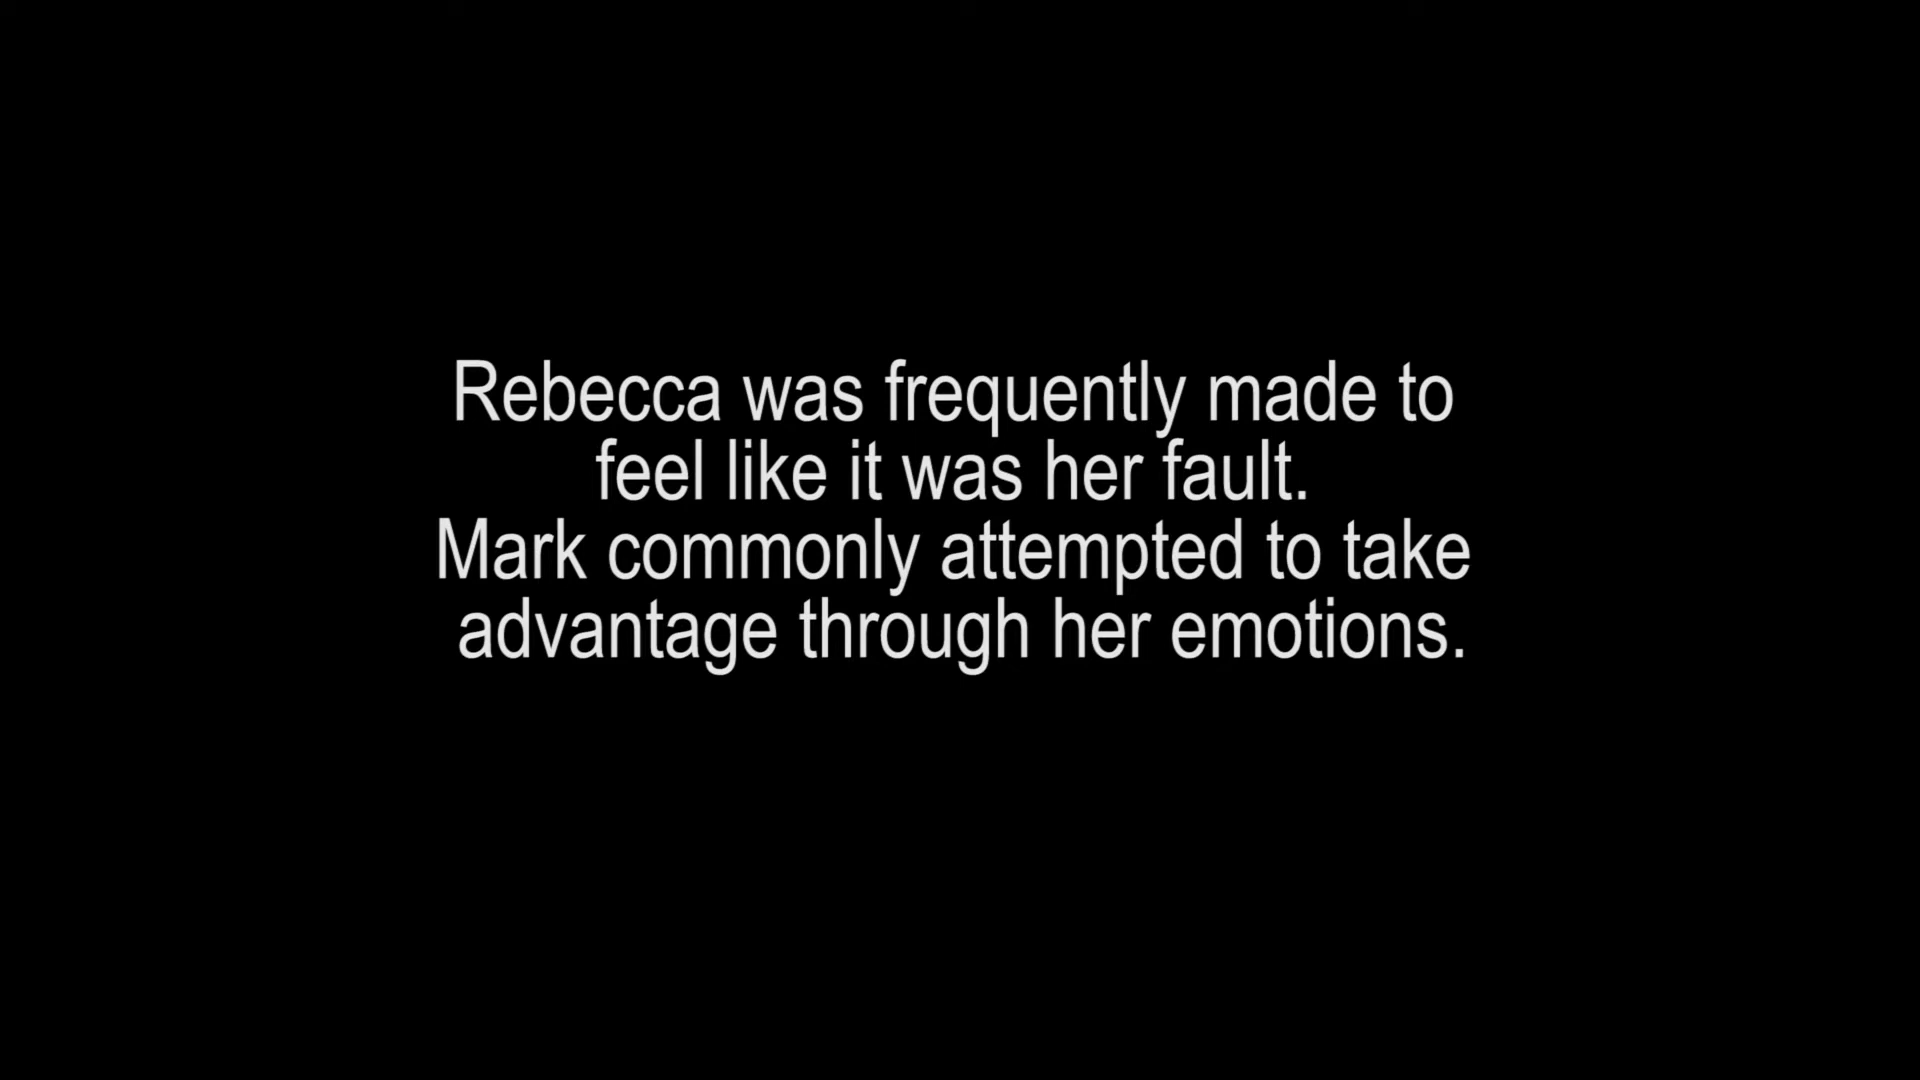 Rebecca was frequently made to
feel like it was her fault.
Mark commonly attempted to take
advantage through her emotions.